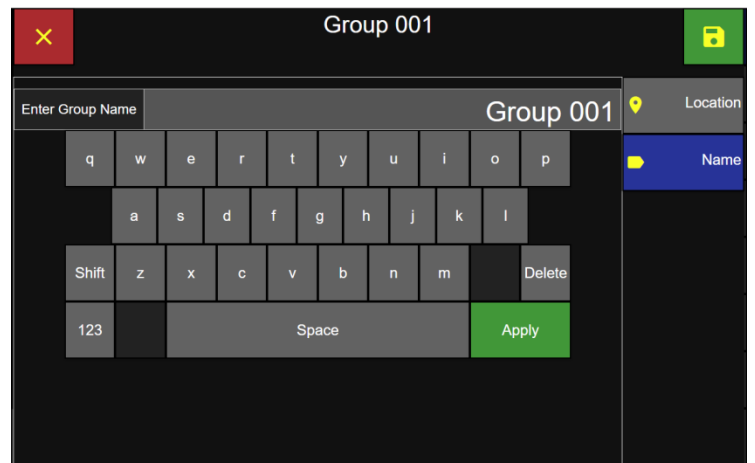 Group 001
Enter Group Name Group 001
Location
q w e r t y u i o p
Name
a s d f g h j k l
Shift z x c v b n m Delete
123 Space Apply